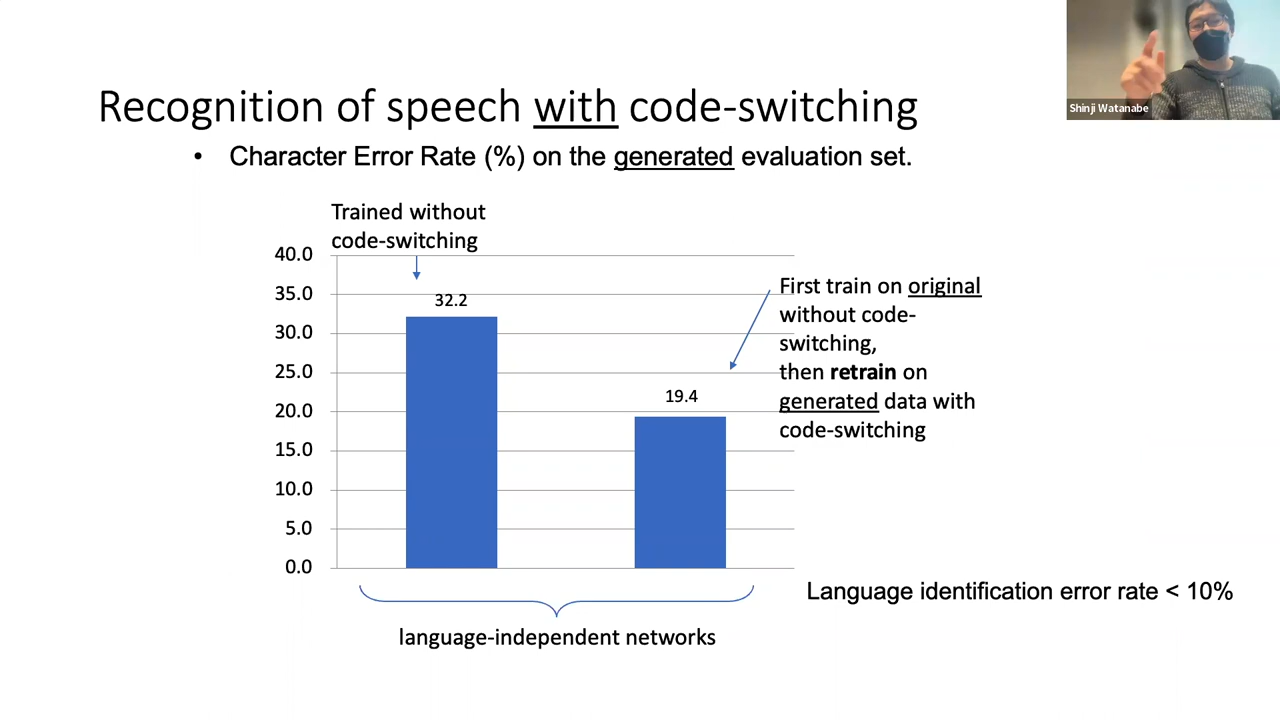 Shinji Watanabe
Recognition of speech with code-switching
• Character Error Rate (%) on the generated evaluation set.
Trained without
code-switching
40.0
35.0
30.0
25.0
20.0
15.0
10.0
5.0
0.0
32.2
19.4
First train on original
without code-
switching,
then retrain on
generated data with
code-switching
Language identification error rate < 10%
language-independent networks